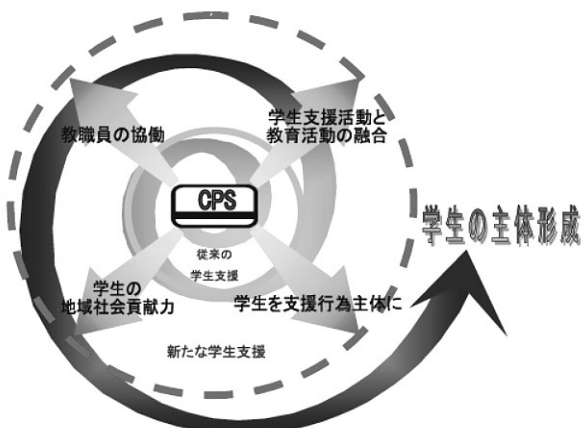 学生支援活動と
教育活動の融合
教職員の協働
CPS
学生の主体形成
従来の
学生支援
学生の
地域社会貢献力
学生を支援行為主体に
新たな学生支援